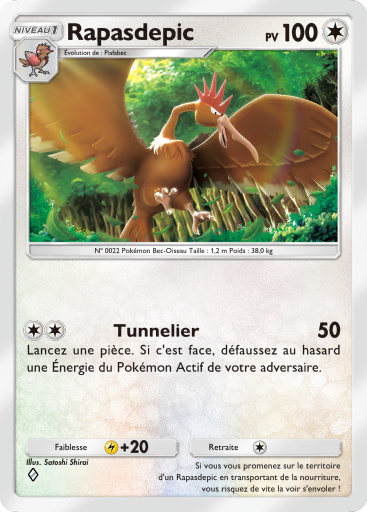 NIVEAU 1
Rapasdepic
PV 100
Évolution de : Piafabec
N° 0022 Pokémon Bec-Oiseau Taille : 1,2 m Poids : 38,0 kg
Tunnelier 50
Lancez une pièce. Si c'est face, défaussez au hasard
une Énergie du Pokémon Actif de votre adversaire.
Faiblesse +20
Retraite
Illus. Satoshi Shirai
Si vous vous promenez sur le territoire
d'un Rapasdepic en transportant de la nourriture,
vous risquez de vite la voir s'envoler !